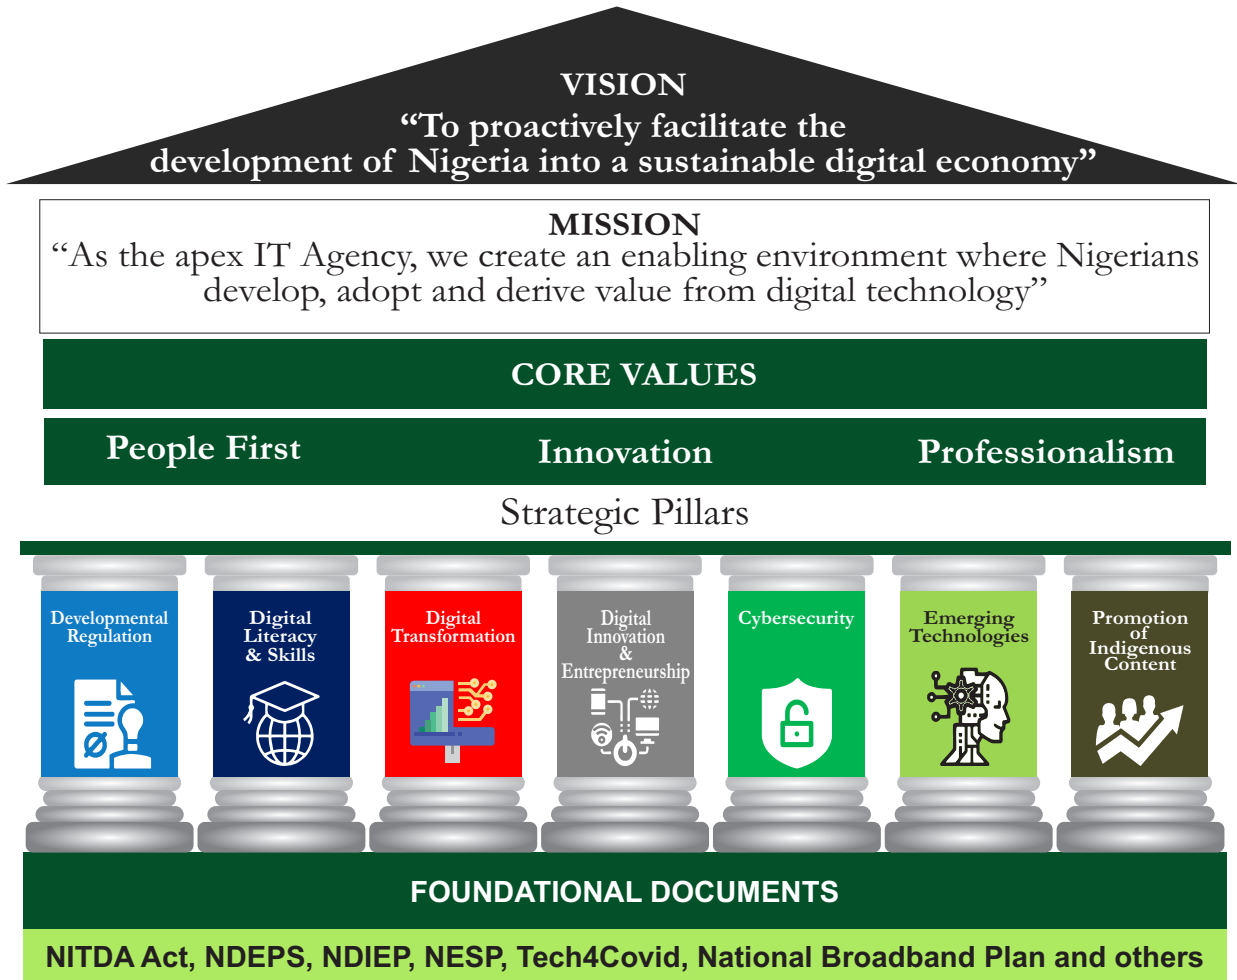 VISION
“To proactively facilitate the
development of Nigeria into a sustainable digital economy”
MISSION
“As the apex IT Agency, we create an enabling environment where Nigerians
develop, adopt and derive value from digital technology”
CORE VALUES
People First
Innovation
Professionalism
Strategic Pillars
Developmental
Regulation
Digital
Literacy
& Skills
Digital
Transformation
Digital
Innovation
&
Entrepreneurship
Cybersecurity
Emerging
Technologies
Promotion
of
Indigenous
Content
FOUNDATIONAL DOCUMENTS
NITDA Act, NDEPS, NDIEP, NESP, Tech4Covid, National Broadband Plan and others